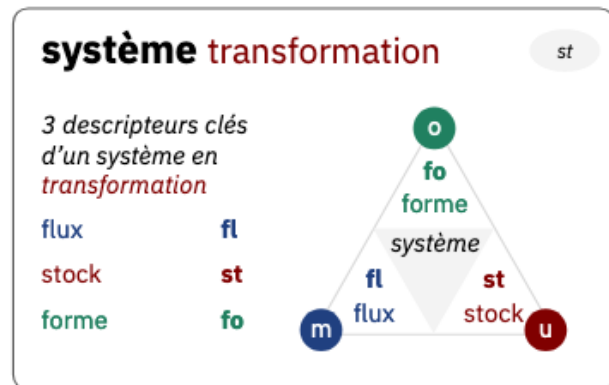 système transformation
st
3 descripteurs clés
d'un système en
transformation
flux fl
stock st
forme fo
o
fo
forme
système
fl st
flux stock
m u